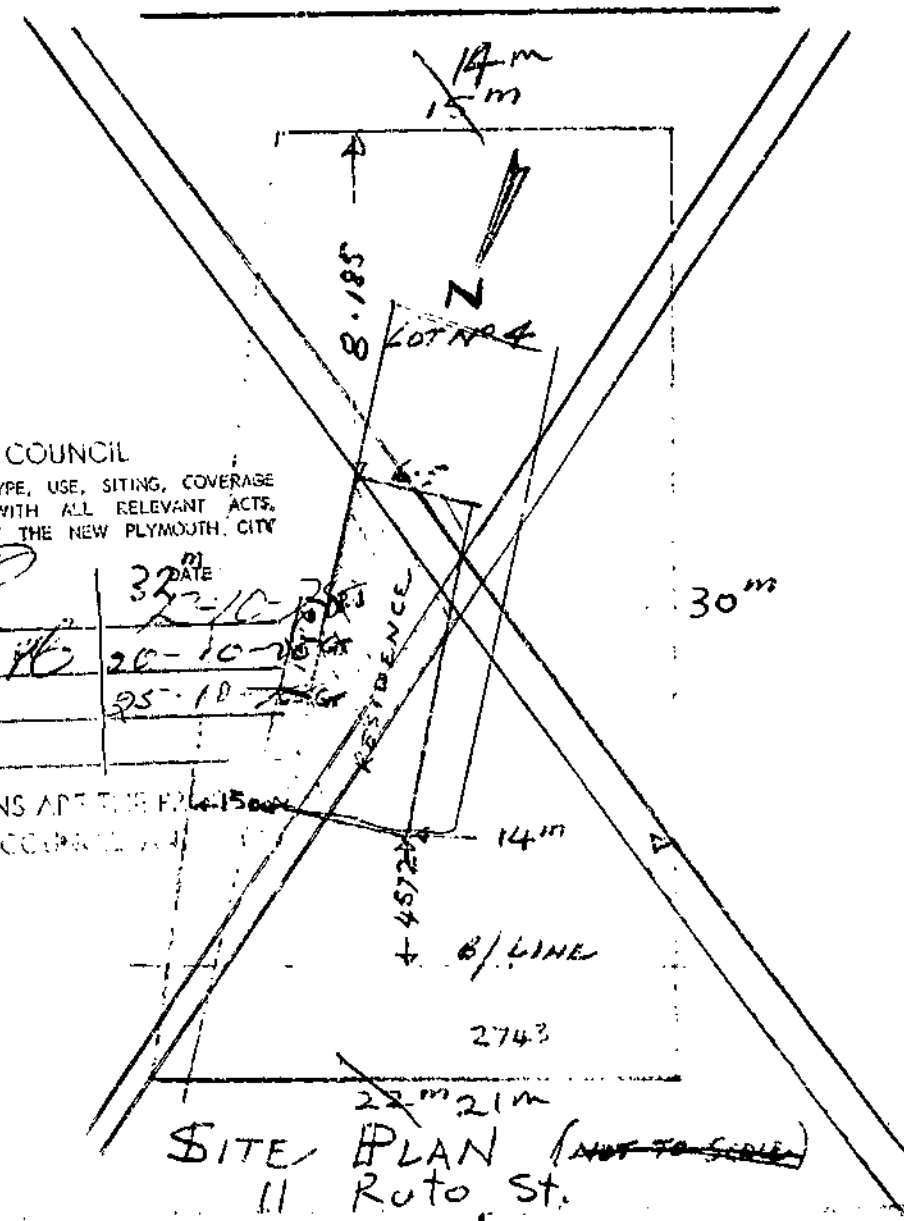 14m
15m
8.185
N
LOT No 4
COUNCIL
YPE, USE, SITING, COVERAGE
WITH ALL RELEVANT ACTS,
THE NEW PLYMOUTH CITY
32m
DATE
30m
20-10-
25-10-
RESIDENCE
1500
14m
4572
B/LINE
2743
22m 21m
SITE PLAN (NOT TO SCALE)
11 Ruto St.